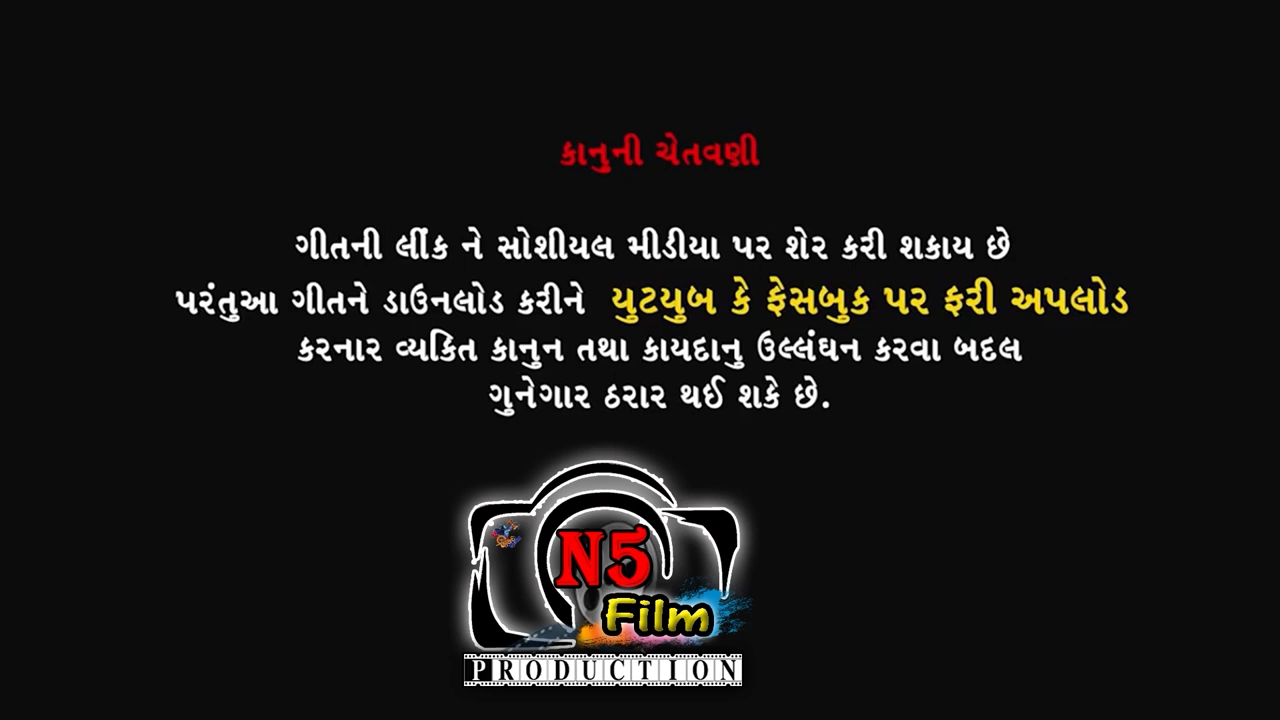 કાનુની ચેતવણી
ગીતની લીંક ને સોશીયલ મીડીયા પર શેર કરી શકાય છે
પરંતુઆ ગીતને ડાઉનલોડ કરીને યુટયુબ કે ફેસબુક પર ફરી અપલોડ
કરનાર વ્યકિત કાનુન તથા કાયદાનુ ઉલ્લંઘન કરવા બદલ
ગુનેગાર ઠરાર થઈ શકે છે.
N5
Film
PRODUCTION